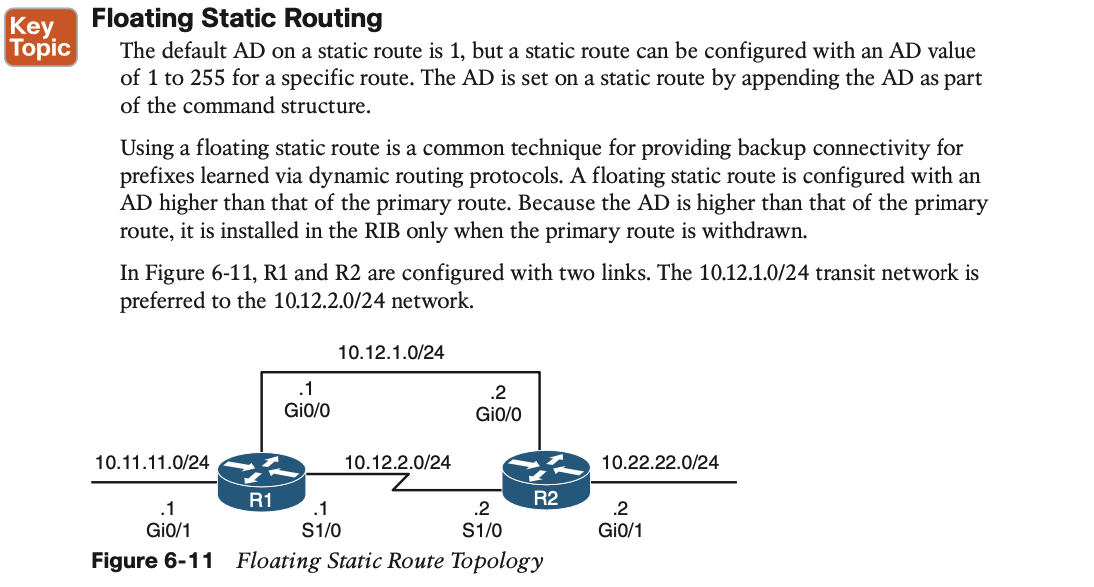 Key
Topic
Floating Static Routing
The default AD on a static route is 1, but a static route can be configured with an AD value
of 1 to 255 for a specific route. The AD is set on a static route by appending the AD as part
of the command structure.
Using a floating static route is a common technique for providing backup connectivity for
prefixes learned via dynamic routing protocols. A floating static route is configured with an
AD higher than that of the primary route. Because the AD is higher than that of the primary
route, it is installed in the RIB only when the primary route is withdrawn.
In Figure 6-11, R1 and R2 are configured with two links. The 10.12.1.0/24 transit network is
preferred to the 10.12.2.0/24 network.
10.12.1.0/24
.1 .2
Gi0/0 Gi0/0
10.11.11.0/24 10.12.2.0/24 10.22.22.0/24
R1 R2
.1 .1 .2 .2
Gi0/1 S1/0 S1/0 Gi0/1
Figure 6-11 Floating Static Route Topology